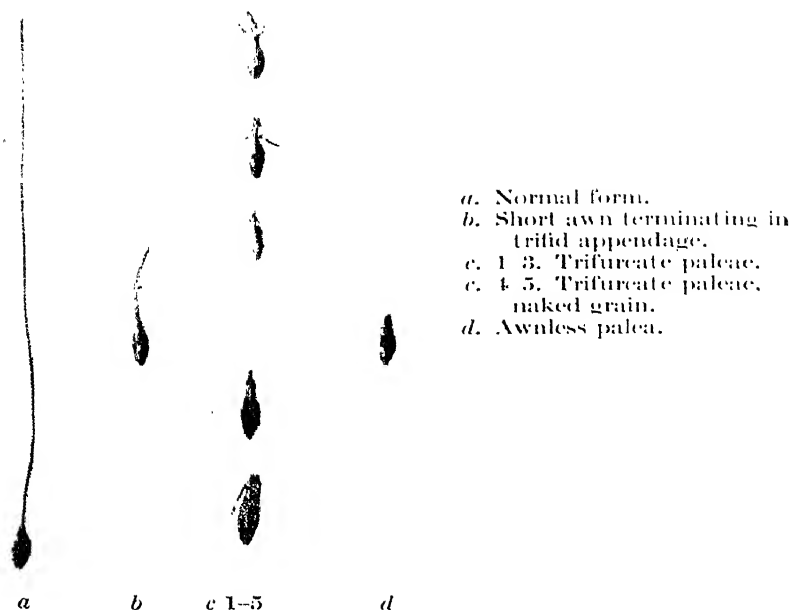 a. Normal form.
b. Short awn terminating in
trifid appendage.
c. 1-3. Trifurcate paleae.
c. 4-5. Trifurcate paleae,
naked grain.
d. Awnless palea.
a b c 1–5 d